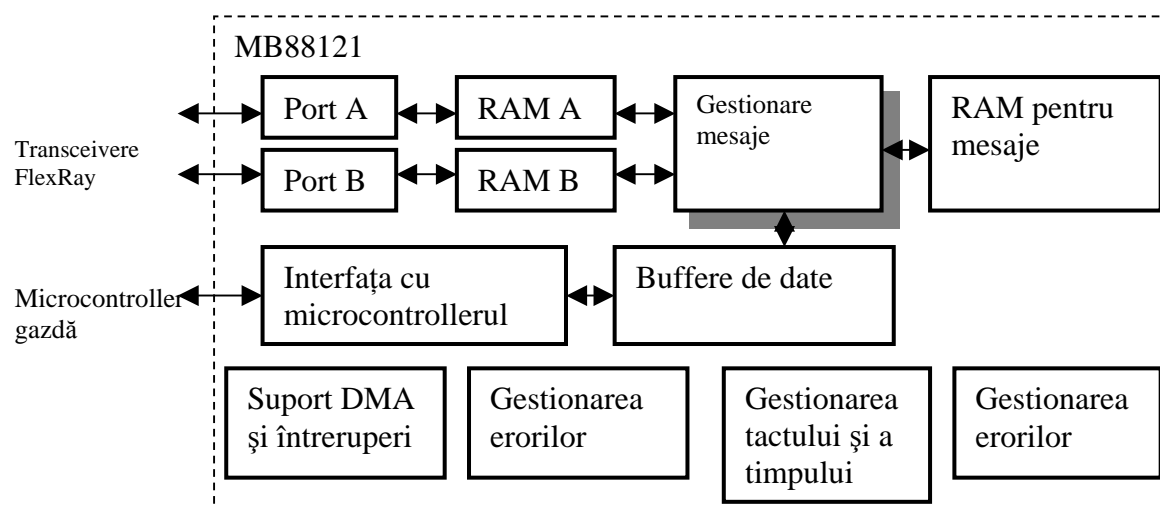 MB88121
Port A
RAM A
Gestionare
mesaje
RAM pentru
mesaje
Transceivere
FlexRay
Port B
RAM B
Interfața cu
microcontrollerul
Buffere de date
Microcontroller
gazdă
Suport DMA
şi întreruperi
Gestionarea
erorilor
Gestionarea
tactului şi a
timpului
Gestionarea
erorilor